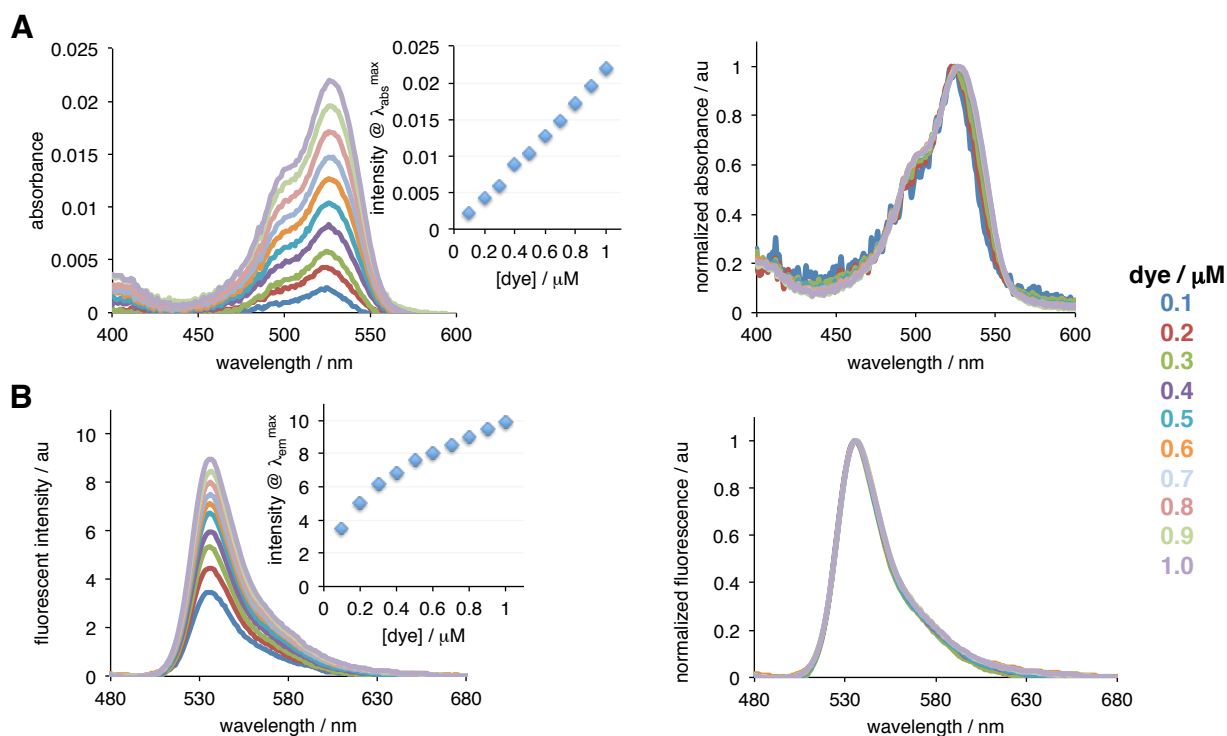 A
absorbance
0.025
0.02
0.015
0.01
0.005
0
400 450 500 550 600
wavelength / nm
intensity @ λabs max
0.025
0.02
0.015
0.01
0.005
0
0 0.2 0.4 0.6 0.8 1
[dye] / μM
normalized absorbance / au
1
0.8
0.6
0.4
0.2
0
400 450 500 550 600
wavelength / nm
dye / μM
0.1
0.2
0.3
0.4
0.5
0.6
0.7
0.8
0.9
1.0
B
fluorescent intensity / au
10
8
6
4
2
0
480 530 580 630 680
wavelength / nm
intensity @ λem max
10
8
6
4
2
0
0 0.2 0.4 0.6 0.8 1
[dye] / μM
normalized fluorescence / au
1
0.8
0.6
0.4
0.2
0
480 530 580 630 680
wavelength / nm